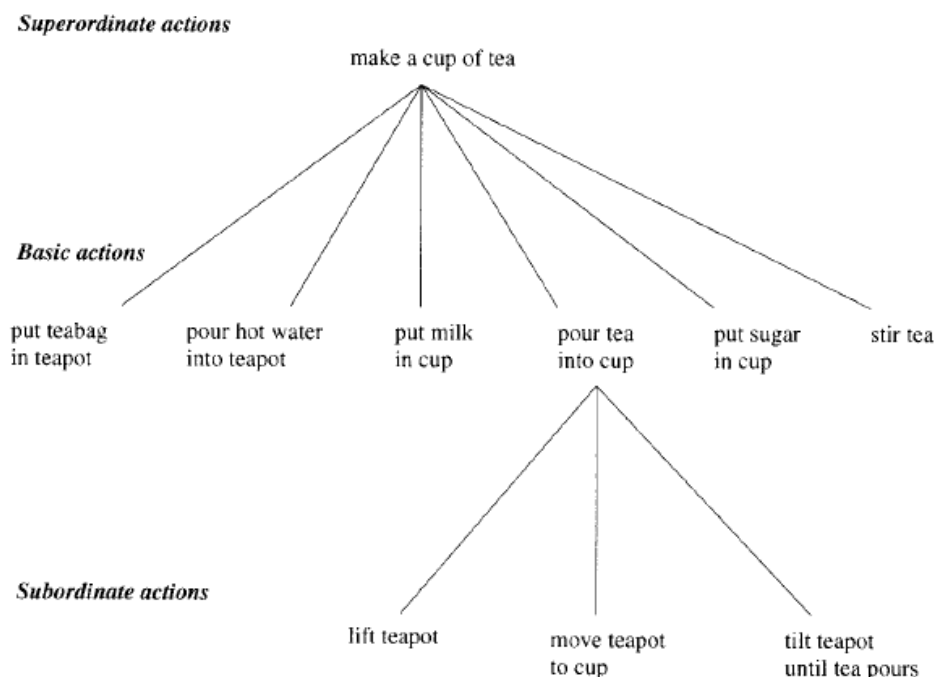 Superordinate actions
make a cup of tea
Basic actions
put teabag
in teapot
pour hot water
into teapot
put milk
in cup
pour tea
into cup
put sugar
in cup
stir tea
Subordinate actions
lift teapot
move teapot
to cup
tilt teapot
until tea pours